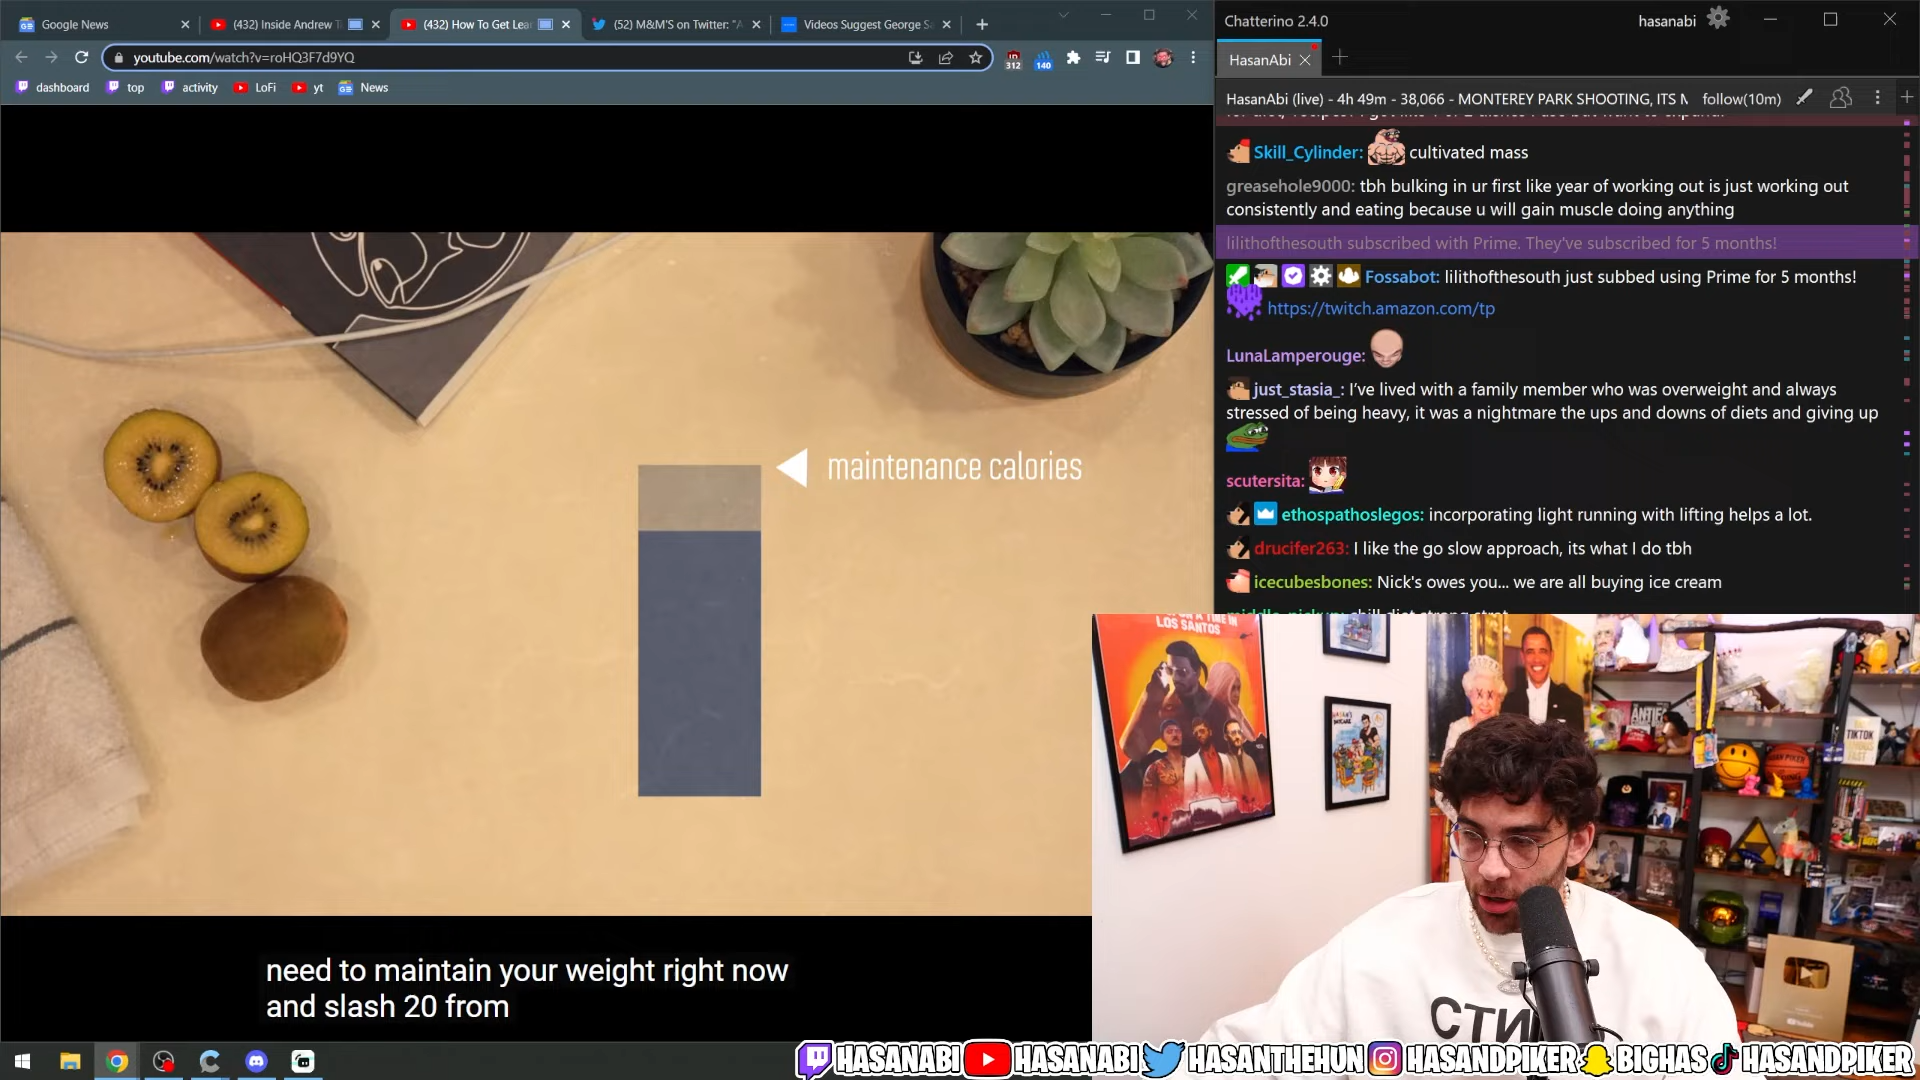 Google News
(432) Inside Andrew T
(432) How To Get Lea
(52) M&M'S on Twitter: "A
Videos Suggest George S
youtube.com/watch?v=roHQ3F7d9YQ
312
140
dashboard
top
activity
LoFi
yt
News
maintenance calories
need to maintain your weight right now
and slash 20 from
Chatterino 2.4.0
hasanabi
HasanAbi
HasanAbi (live) - 4h 49m - 38,066 - MONTEREY PARK SHOOTING, ITS
follow(10m)
Skill_Cylinder: cultivated mass
greasehole9000: tbh bulking in ur first like year of working out is just working out
consistently and eating because u will gain muscle doing anything
lilithofthesouth subscribed with Prime. They've subscribed for 5 months!
Fossabot: lilithofthesouth just subbed using Prime for 5 months!
https://twitch.amazon.com/tp
LunaLamperouge:
just_stasia_: I've lived with a family member who was overweight and always
stressed of being heavy, it was a nightmare the ups and downs of diets and giving up
scutersita:
ethospathoslegos: incorporating light running with lifting helps a lot.
drucifer263: I like the go slow approach, its what I do tbh
icecubesbones: Nick's owes you... we are all buying ice cream
LOS SANTOS
ANTIF
TIKTOK
СТИ
HASANABI
HASANABI
HASANTHEHUN
HASANDPIKER
BIGHAS
HASANDPIKER